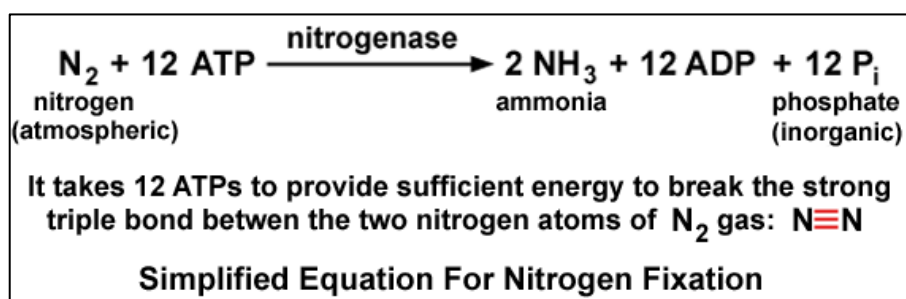 nitrogenase
N₂ + 12 ATP → 2 NH₃ + 12 ADP + 12 Pᵢ
nitrogen ammonia phosphate
(atmospheric) (inorganic)
It takes 12 ATPs to provide sufficient energy to break the strong
triple bond betwen the two nitrogen atoms of N₂ gas: N≡N
Simplified Equation For Nitrogen Fixation